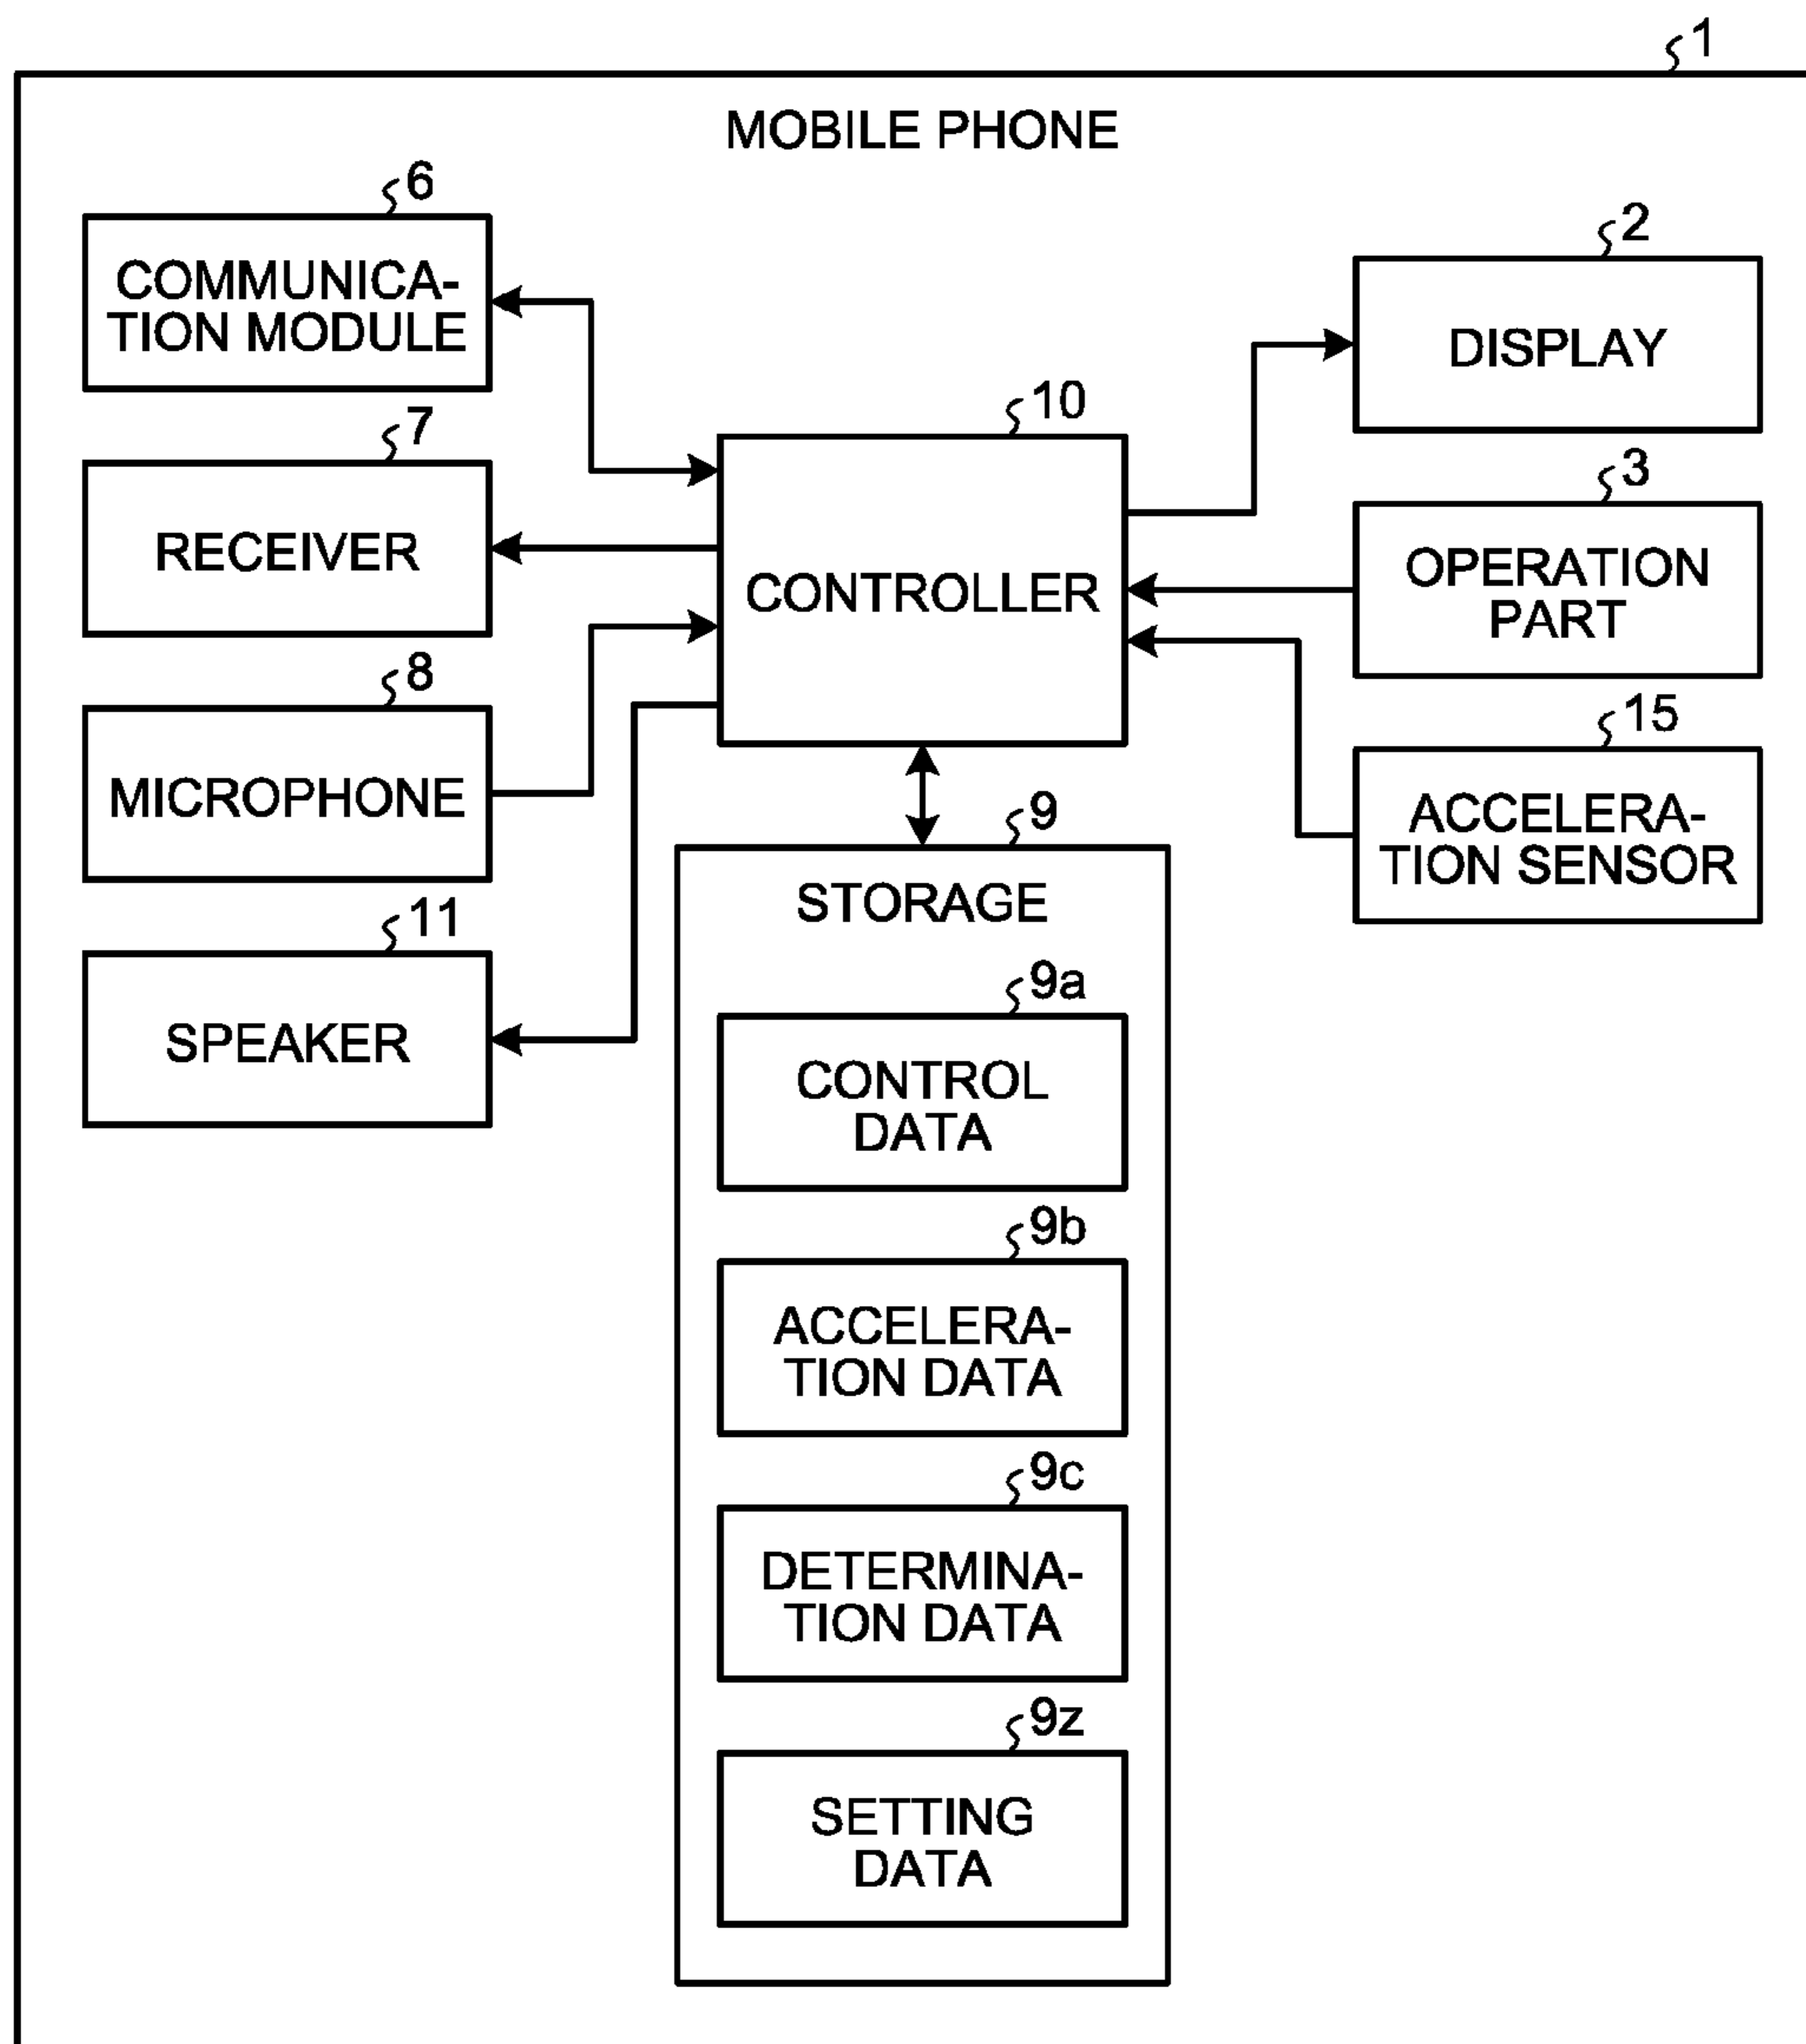 1
MOBILE PHONE
6
COMMUNICA-
TION MODULE
7
RECEIVER
8
MICROPHONE
11
SPEAKER
10
CONTROLLER
9
STORAGE
9a
CONTROL
DATA
9b
ACCELERA-
TION DATA
9c
DETERMINA-
TION DATA
9z
SETTING
DATA
2
DISPLAY
3
OPERATION
PART
15
ACCELERA-
TION SENSOR